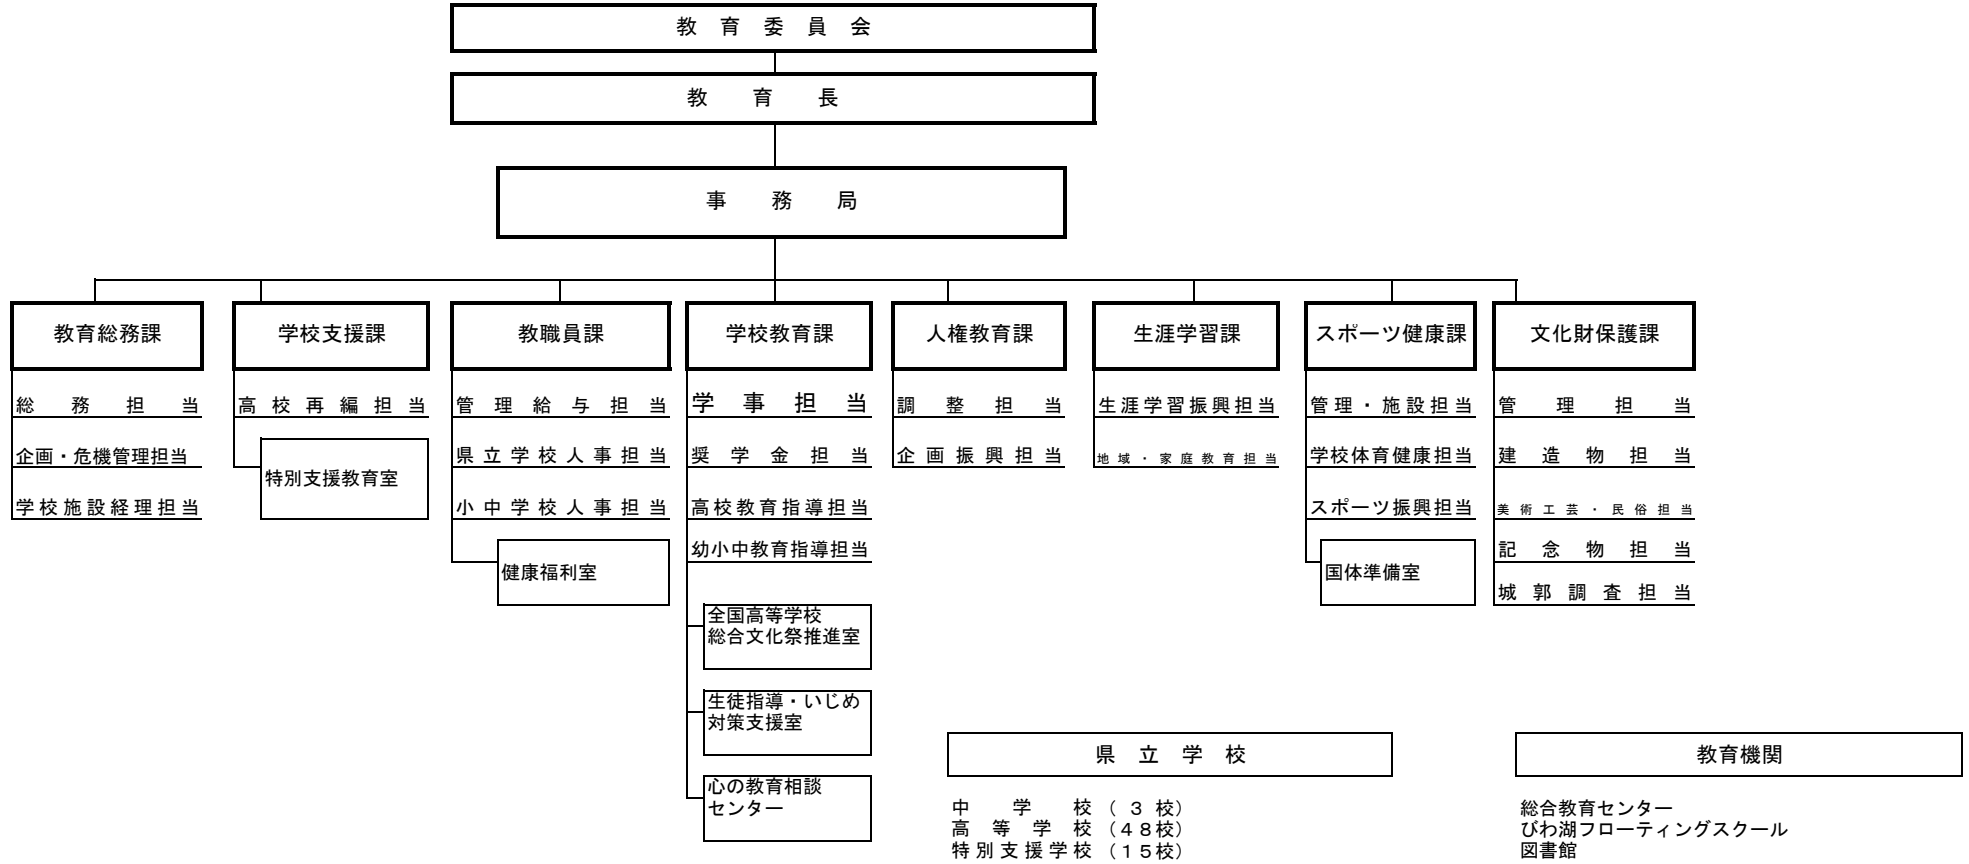 教育委員会
教育長
事務局
教育総務課
総務担当
企画・危機管理担当
学校施設経理担当
学校支援課
高校再編担当
特別支援教育室
教職員課
管理給与担当
県立学校人事担当
小中学校人事担当
健康福利室
学校教育課
学事担当
奨学金担当
高校教育指導担当
幼小中教育指導担当
全国高等学校
総合文化祭推進室
生徒指導・いじめ
対策支援室
心の教育相談
センター
人権教育課
調整担当
企画振興担当
生涯学習課
生涯学習振興担当
地域・家庭教育担当
スポーツ健康課
管理・施設担当
学校体育健康担当
スポーツ振興担当
国体準備室
文化財保護課
管理担当
建造物担当
美術工芸・民俗担当
記念物担当
城郭調査担当
県立学校
中学校（３校）
高等学校（４８校）
特別支援学校（１５校）
教育機関
総合教育センター
びわ湖フローティングスクール
図書館